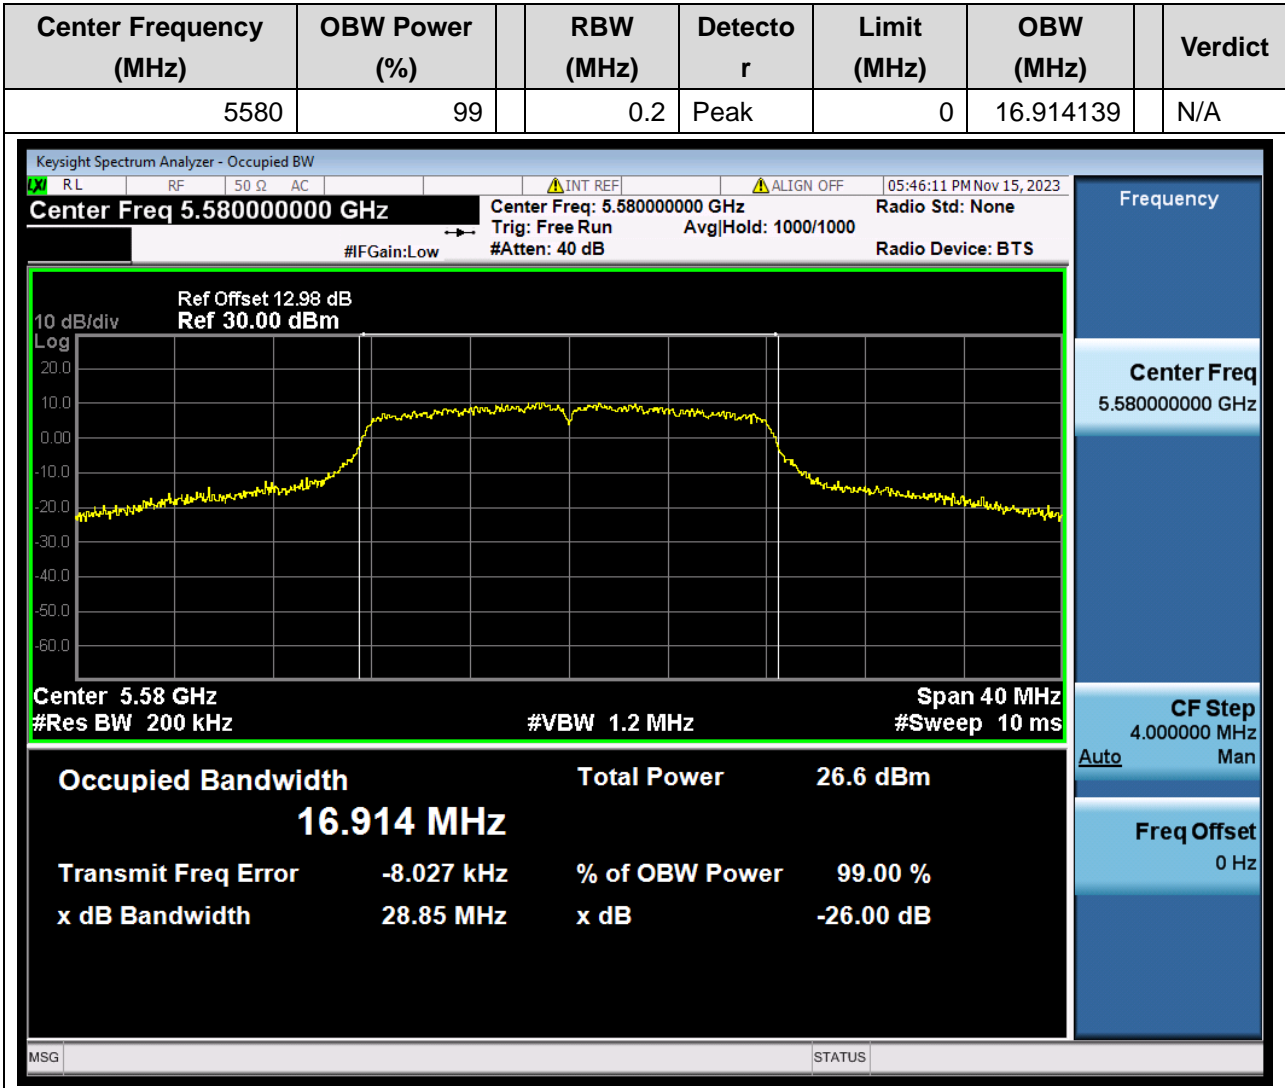 Center Frequency (MHz) OBW Power (%) RBW (MHz) Detecto r Limit (MHz) OBW (MHz) Verdict
5580 99 0.2 Peak 0 16.914139 N/A
Keysight Spectrum Analyzer - Occupied BW
LXI RL RF 50 Ω AC INT REF ALIGN OFF 05:46:11 PM Nov 15, 2023
Center Freq 5.580000000 GHz
Center Freq: 5.580000000 GHz
Radio Std: None
Trig: Free Run Avg|Hold: 1000/1000
#IFGain:Low
#Atten: 40 dB
Radio Device: BTS
Frequency
Ref Offset 12.98 dB
10 dB/div Ref 30.00 dBm
Log
20.0
10.0
0.00
-10.0
-20.0
-30.0
-40.0
-50.0
-60.0
Center 5.58 GHz Span 40 MHz
#Res BW 200 kHz #VBW 1.2 MHz #Sweep 10 ms
Occupied Bandwidth Total Power 26.6 dBm
16.914 MHz
Transmit Freq Error -8.027 kHz % of OBW Power 99.00 %
x dB Bandwidth 28.85 MHz x dB -26.00 dB
Center Freq
5.580000000 GHz
CF Step
4.000000 MHz
Auto Man
Freq Offset
0 Hz
MSG STATUS